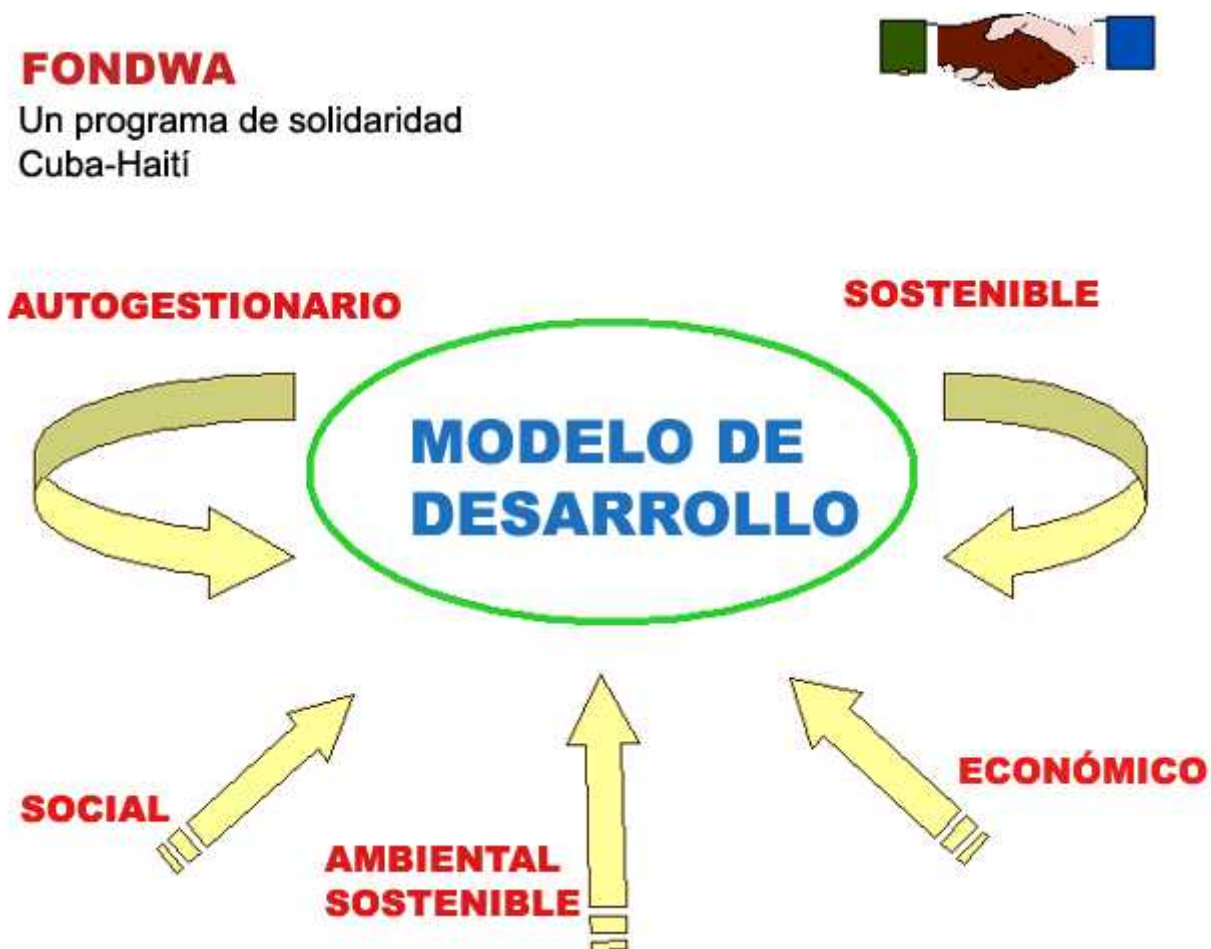 FONDWA
Un programa de solidaridad
Cuba-Haití
AUTOGESTIONARIO
SOSTENIBLE
MODELO DE
DESARROLLO
SOCIAL
AMBIENTAL
SOSTENIBLE
ECONÓMICO